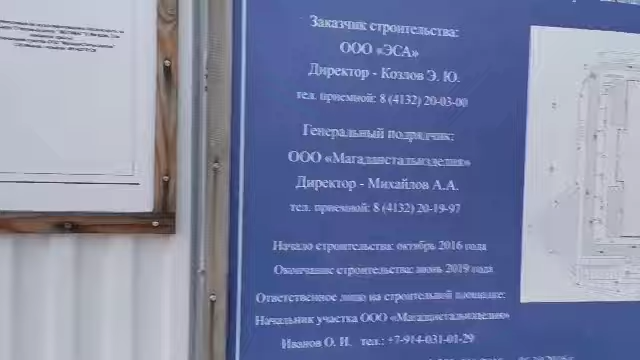 Заказчик строительства:
ООО «ЭСА»
Директор - Козлов Э. Ю.
тел. приемной: 8 (4132) 20-03-00
Генеральный подрядчик:
ООО «Магаданстальизделия»
Директор - Михайлов А.А.
тел. приемной: 8 (4132) 20-19-97
Начало строительства: октябрь 2016 года
Окончание строительства: июнь 2019 года
Ответственное лицо на строительной площадке:
Начальник участка ООО «Магаданстальизделия»
Иванов О. И. тел.: +7-914-031-01-29